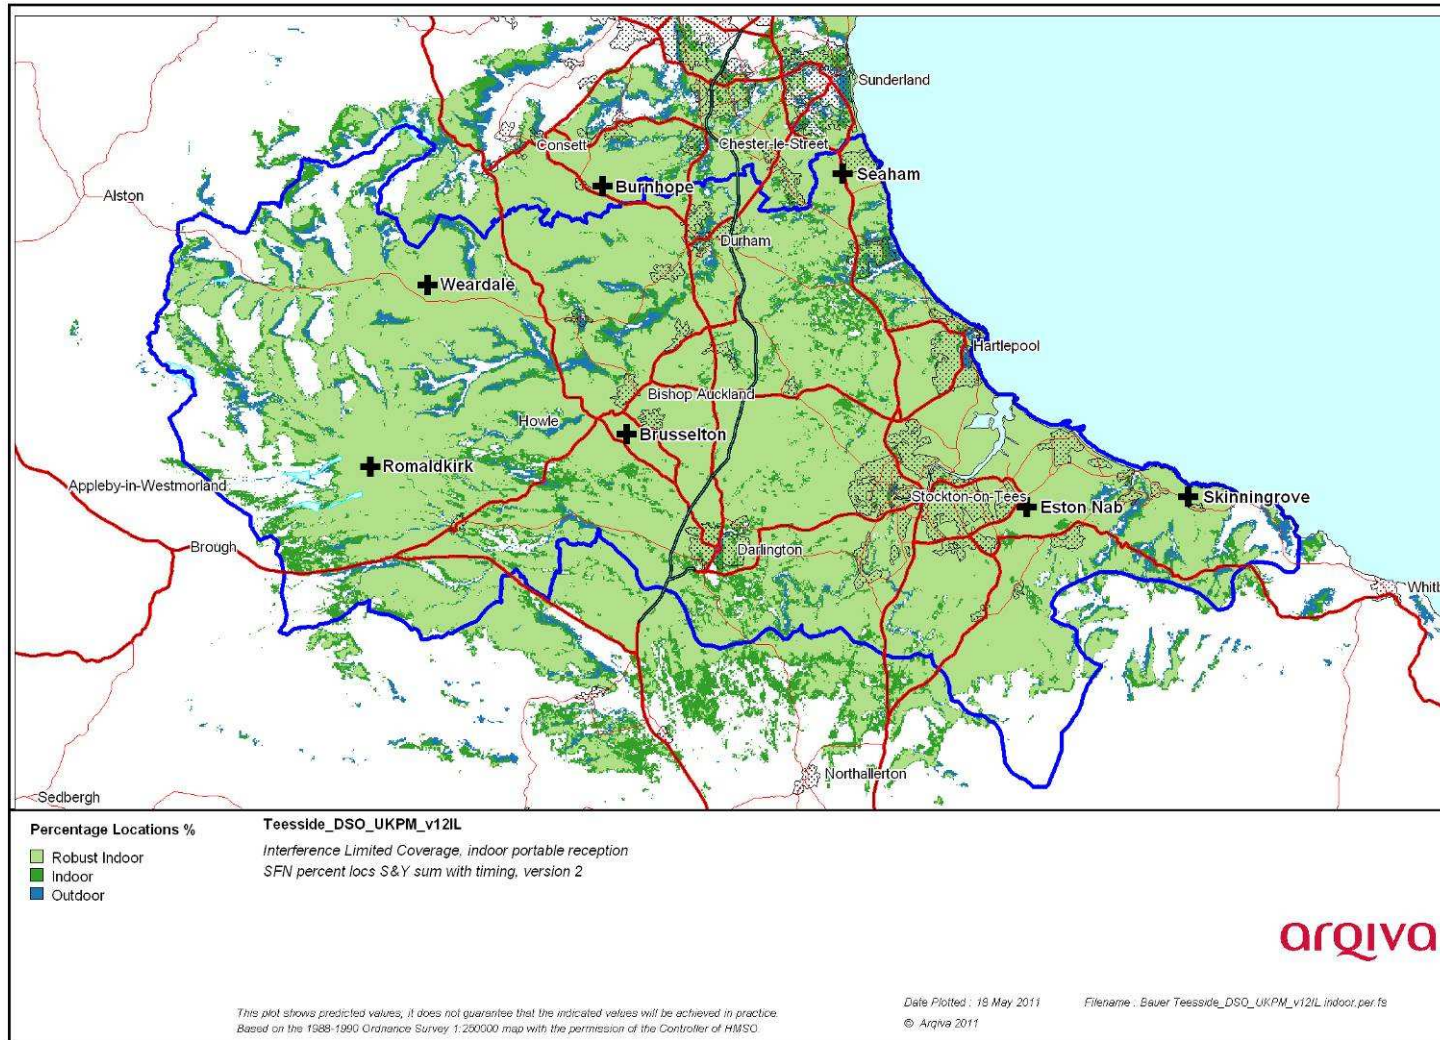 Sunderland
Consett
Chester-le-Street
Burnhope
Seaham
Alston
Durham
Weardale
Hartlepool
Bishop Auckland
Howle
Brusselton
Romaldkirk
Appleby-in-Westmorland
Stockton-on-Tees
Skinningrove
Eston Nab
Brough
Darlington
Whitb
Northallerton
Sedbergh
Percentage Locations %
Robust Indoor
Indoor
Outdoor
Teesside_DSO_UKPM_v12IL
Interference Limited Coverage, indoor portable reception
SFN percent locs S&Y sum with timing, version 2
arqiva
This plot shows predicted values; it does not guarantee that the indicated values will be achieved in practice.
Based on the 1988-1990 Ordnance Survey 1:250000 map with the permission of the Controller of HMSO
Date Plotted : 18 May 2011
© Arqiva 2011
Filename : Bauer Teesside_DSO_UKPM_v12IL.indoor.per.fs